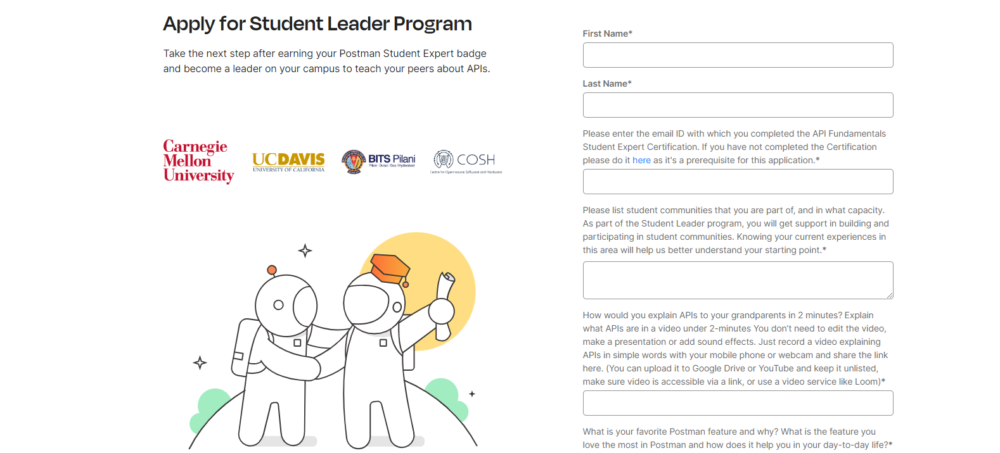 Apply for Student Leader Program
Take the next step after earning your Postman Student Expert badge
and become a leader on your campus to teach your peers about APIs.
Carnegie
Mellon
University
UCDAVIS
UNIVERSITY OF CALIFORNIA
BITS Pilani
Pilani | Dubai | Goa | Hyderabad
COSH
Centre for Opensource Software and Hardware
First Name*
Last Name*
Please enter the email ID with which you completed the API Fundamentals
Student Expert Certification. If you have not completed the Certification
please do it here as it's a prerequisite for this application.*
Please list student communities that you are part of, and in what capacity.
As part of the Student Leader program, you will get support in building and
participating in student communities. Knowing your current experiences in
this area will help us better understand your starting point.*
How would you explain APIs to your grandparents in 2 minutes? Explain
what APIs are in a video under 2-minutes You don’t need to edit the video,
make a presentation or add sound effects. Just record a video explaining
APIs in simple words with your mobile phone or webcam and share the link
here. (You can upload it to Google Drive or YouTube and keep it unlisted,
make sure video is accessible via a link, or use a video service like Loom)*
What is your favorite Postman feature and why? What is the feature you
love the most in Postman and how does it help you in your day-to-day life?*